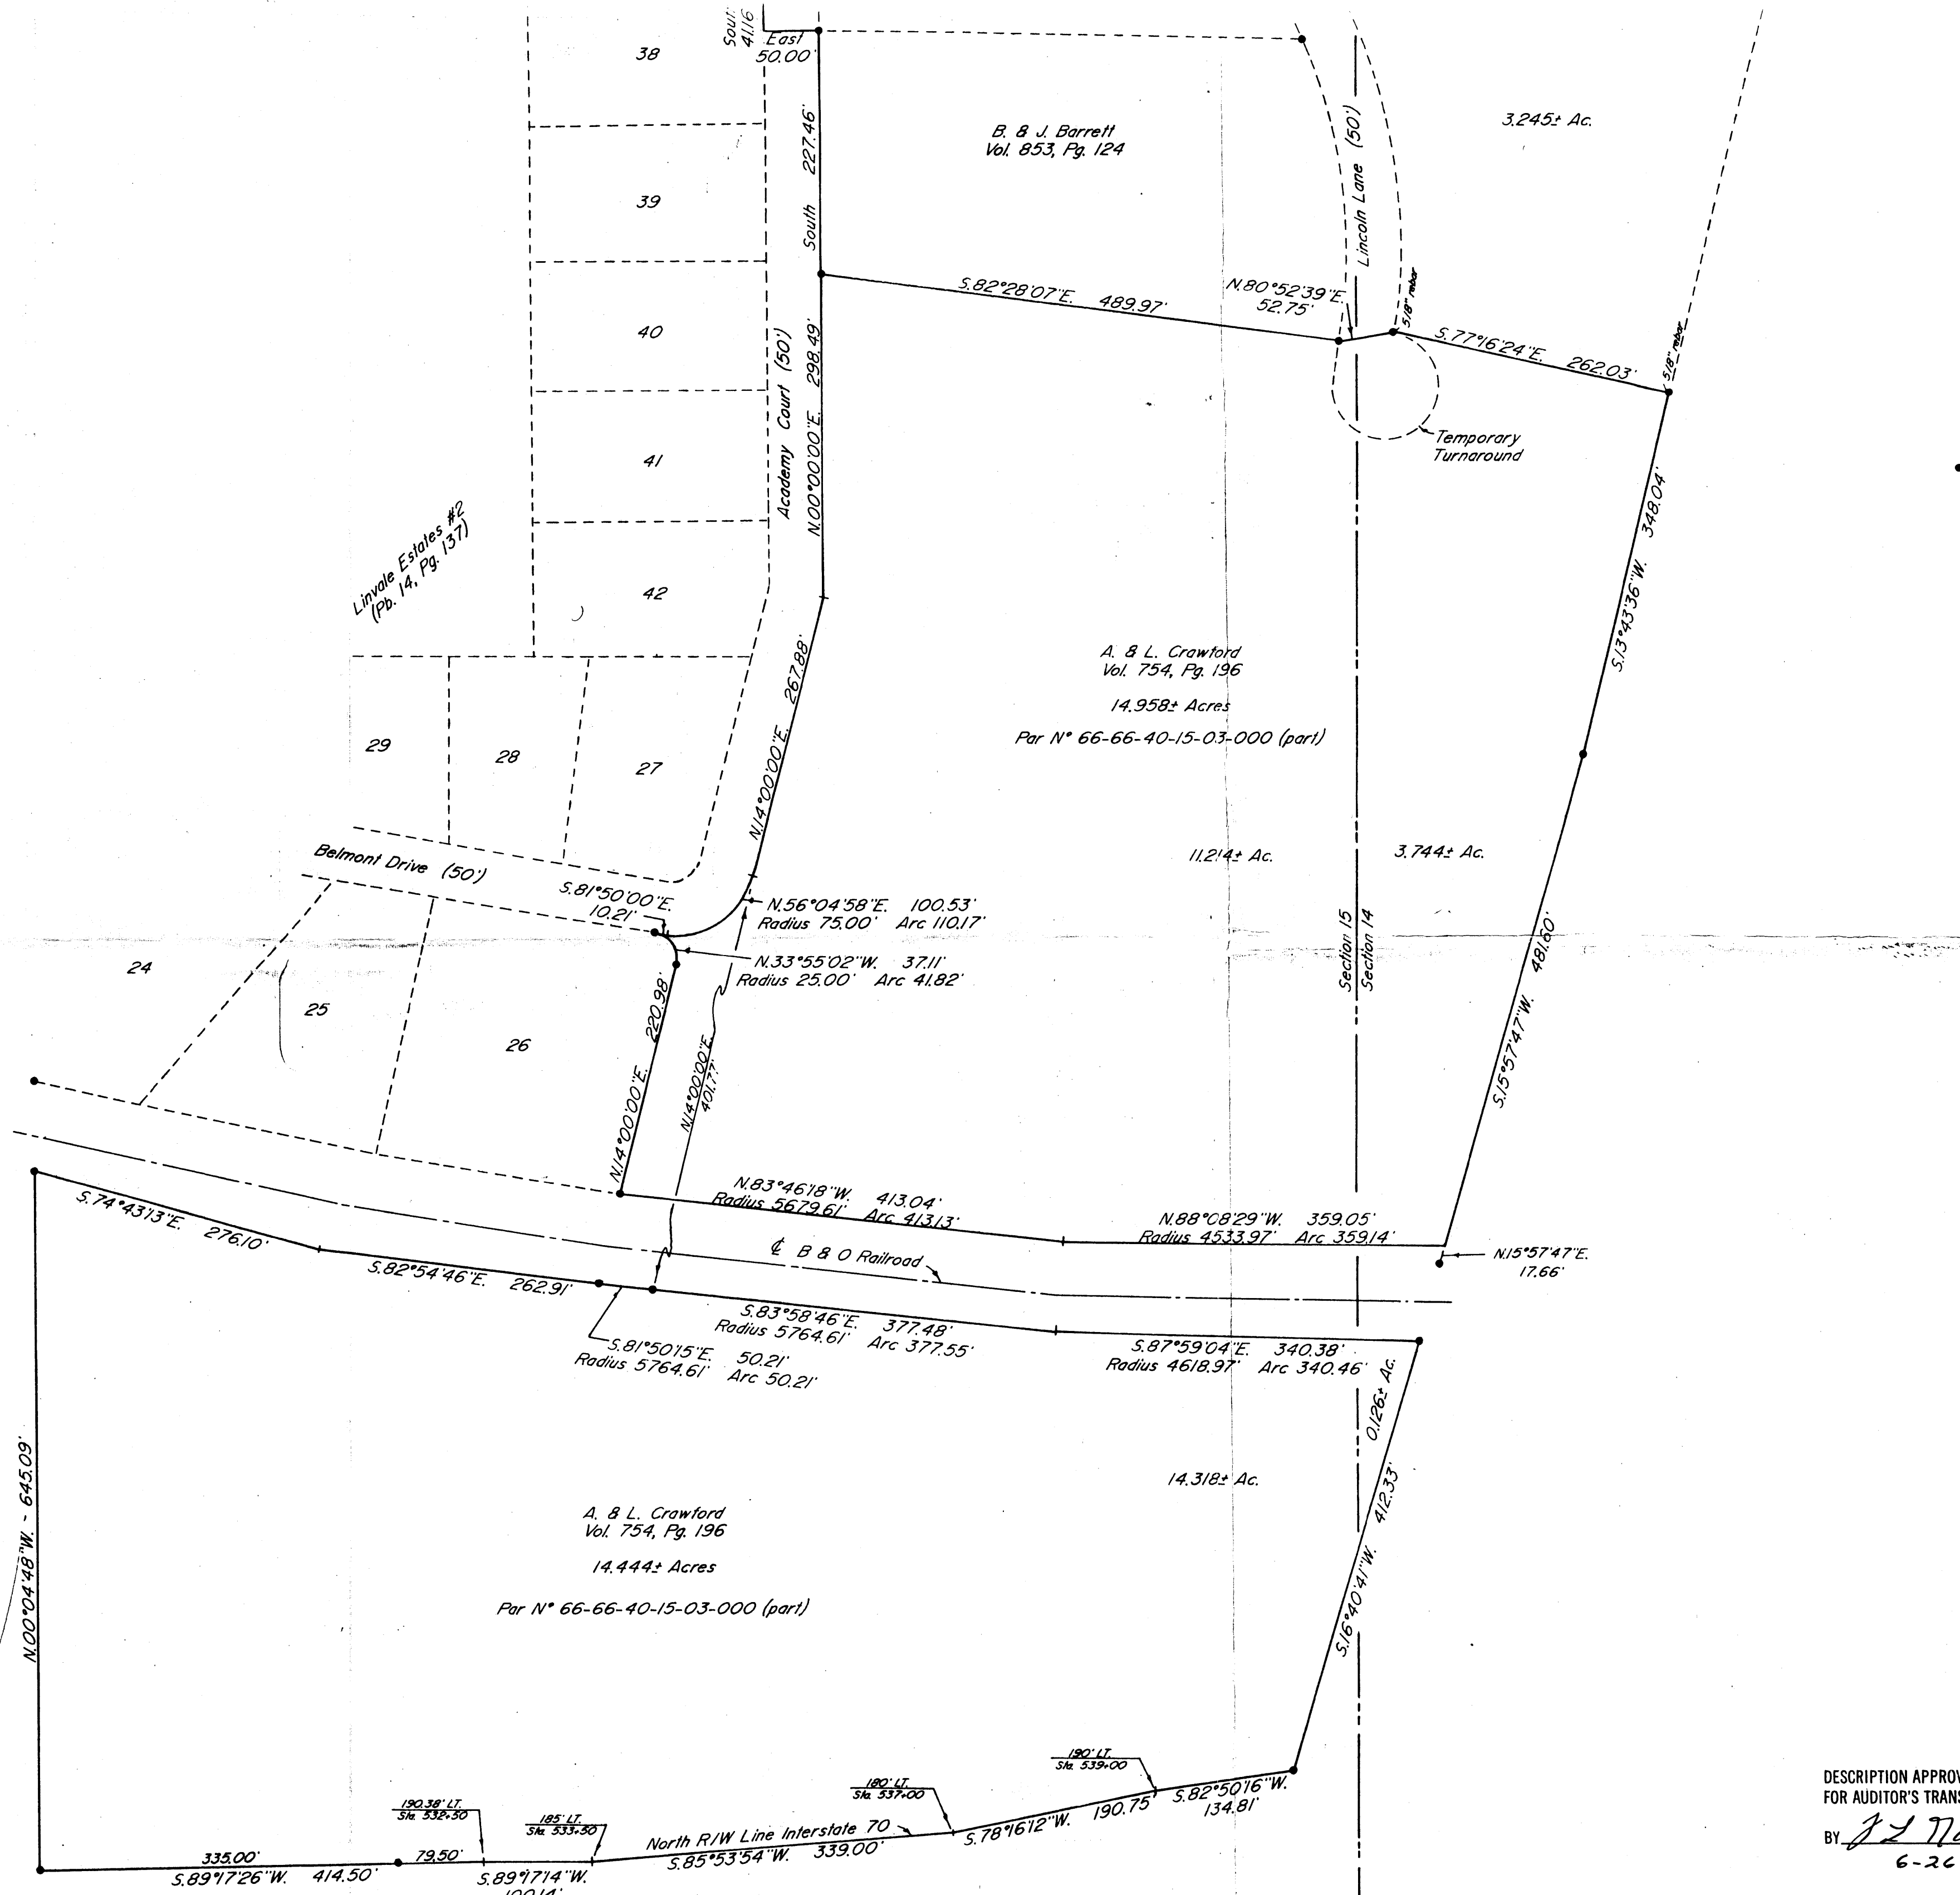 South
41.16
East
50.00'
38
39
40
41
42
South 227.46'
Academy Court (50')
N.00°00'00"E. 298.49'
B. & J. Barrett
Vol. 853, Pg. 124
Lincoln Lane (50')
3.245± Ac.
S.82°28'07"E. 489.97'
N.80°52'39"E.
52.75'
5/8" rebar
S.77°16'24"E. 262.03'
5/8" rebar
Temporary
Turnaround
S.13°43'36"W. 348.04'
Linvale Estates #2
(Pb. 14, Pg. 137)
A. & L. Crawford
Vol. 754, Pg. 196
14.958± Acres
Par Nº 66-66-40-15-03-000 (part)
29
28
27
N.14°00'00"E. 267.88'
11.214± Ac.
3.744± Ac.
Section 15
Section 14
Belmont Drive (50')
S.81°50'00"E.
10.21'
N.56°04'58"E. 100.53'
Radius 75.00' Arc 110.17'
N.33°55'02"W. 37.11'
Radius 25.00' Arc 41.82'
24
25
26
N.14°00'00"E. 220.98'
N.14°00'00"E.
401.77'
S.15°57'47"W. 481.60'
N.83°46'18"W. 413.04'
Radius 5679.61' Arc 413.13'
N.88°08'29"W. 359.05'
Radius 4533.97' Arc 359.14'
N.15°57'47"E.
17.66'
S.74°43'13"E. 276.10'
S.82°54'46"E. 262.91'
℄ B & O Railroad
S.83°58'46"E. 377.48'
Radius 5764.61' Arc 377.55'
S.81°50'15"E. 50.21'
Radius 5764.61' Arc 50.21'
S.87°59'04"E. 340.38'
Radius 4618.97' Arc 340.46'
0.126± Ac.
14.318± Ac.
S.16°40'41"W. 412.33'
N.00°04'48"W. - 645.09'
A. & L. Crawford
Vol. 754, Pg. 196
14.444± Acres
Par Nº 66-66-40-15-03-000 (part)
190.38' LT.
Sta. 532+50
185' LT.
Sta. 533+50
180' LT.
Sta. 537+00
190' LT.
Sta. 539+00
335.00'
79.50'
S.89°17'26"W. 414.50'
S.89°17'14"W.
100.14'
North R/W Line Interstate 70
S.85°53'54"W. 339.00'
S.78°16'12"W. 190.75
S.82°50'16"W.
134.81'
DESCRIPTION APPROV
FOR AUDITOR'S TRANS
BY
6-26